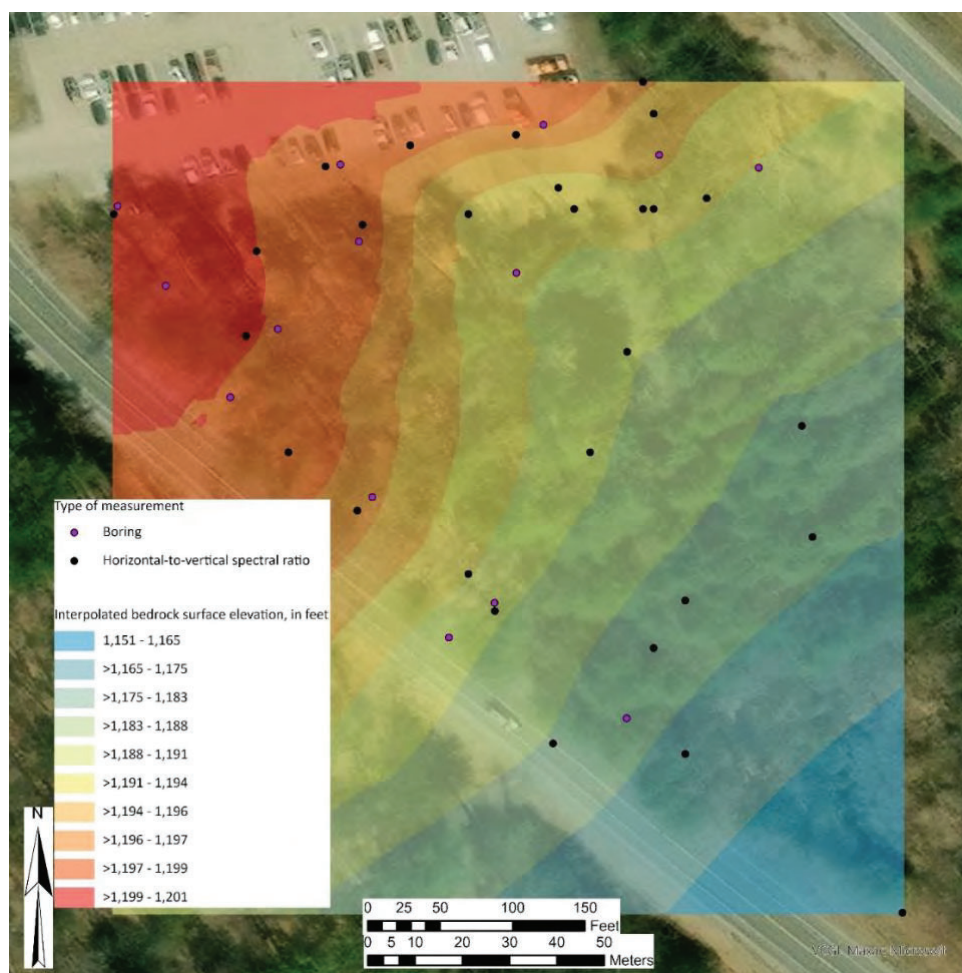 Type of measurement
Boring
Horizontal-to-vertical spectral ratio
Interpolated bedrock surface elevation, in feet
1,151 - 1,165
>1,165 - 1,175
>1,175 - 1,183
>1,183 - 1,188
>1,188 - 1,191
>1,191 - 1,194
>1,194 - 1,196
>1,196 - 1,197
>1,197 - 1,199
>1,199 - 1,201
N
0 25 50 100 150
Feet
0 5 10 20 30 40 50
Meters
Maxar, Microsoft